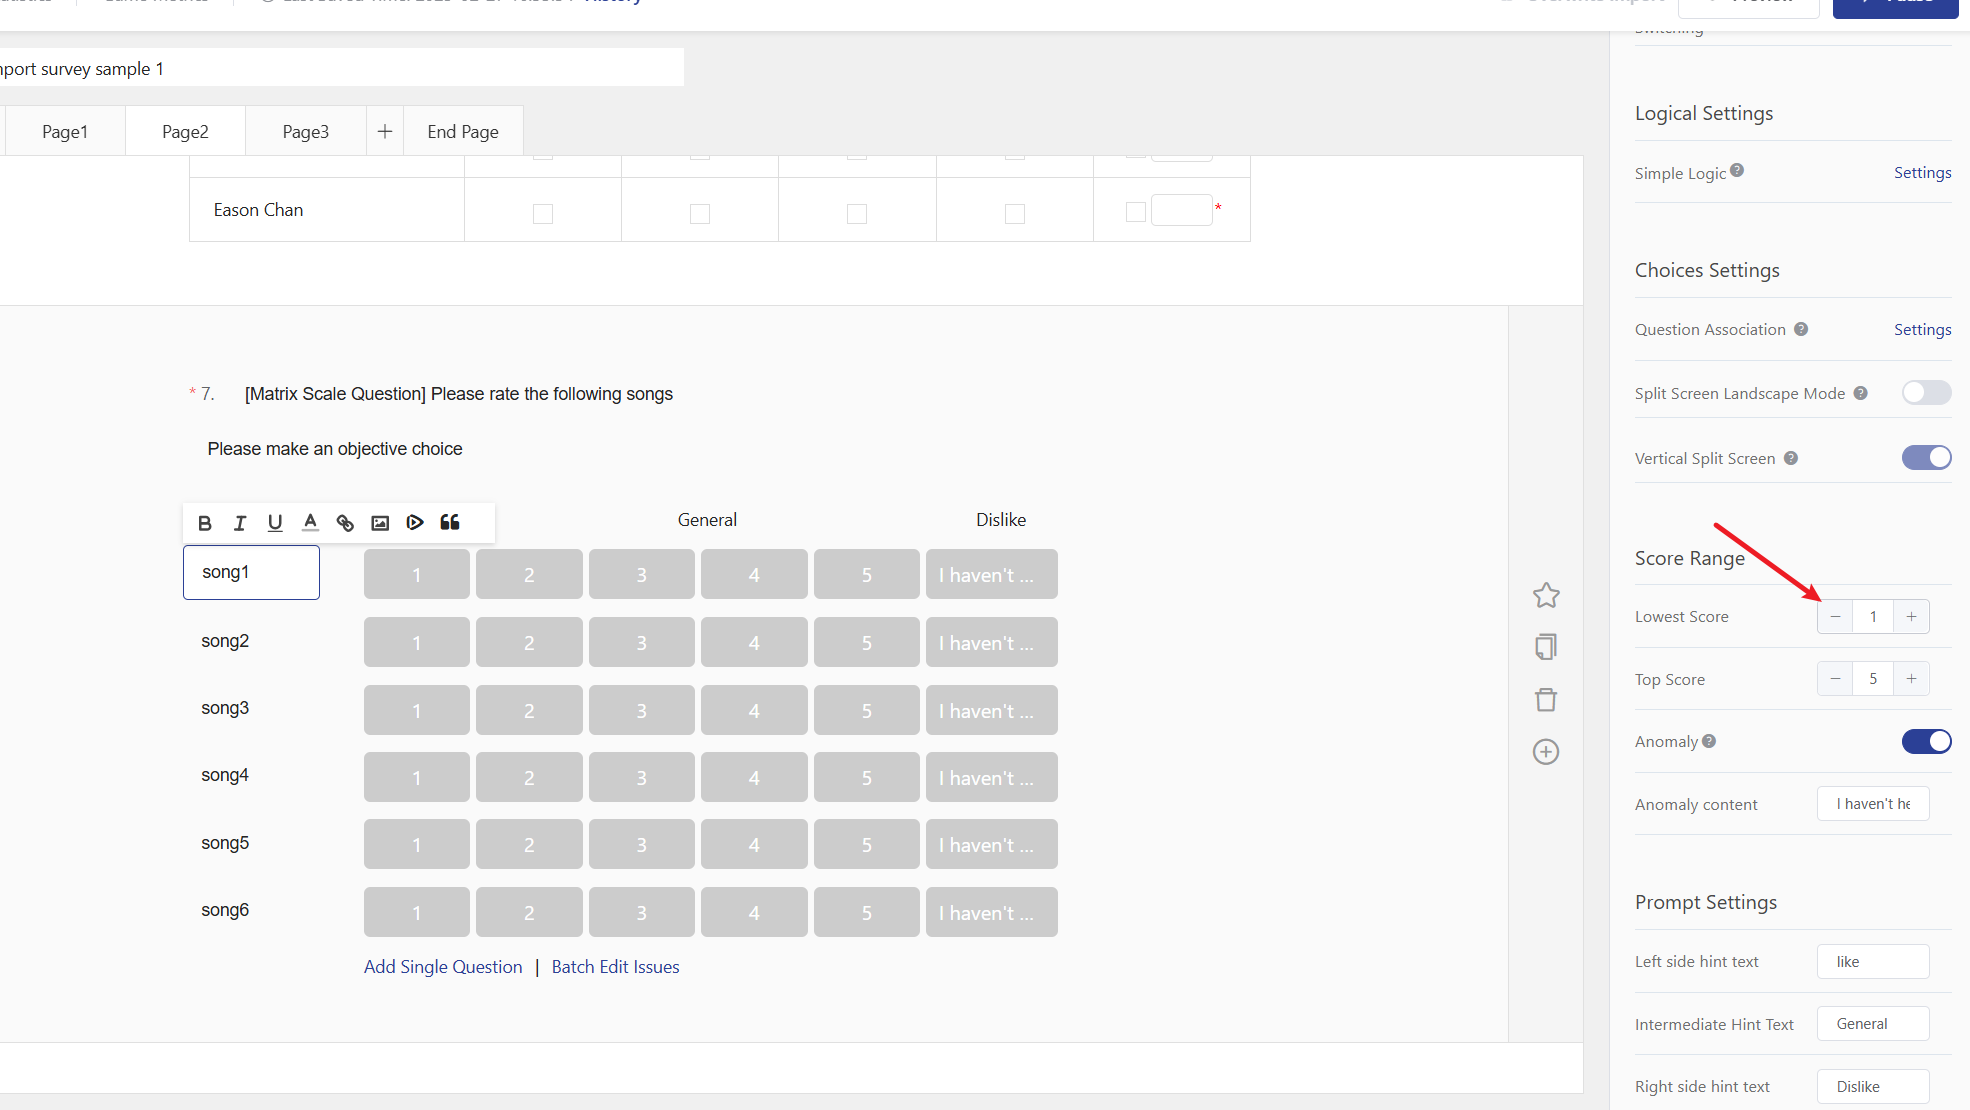 History
import survey sample 1
Page1
Page2
Page3
+
End Page
Eason Chan
*
* 7. [Matrix Scale Question] Please rate the following songs
Please make an objective choice
B I U A
General
Dislike
song1
1 2 3 4 5 I haven't ...
song2
1 2 3 4 5 I haven't ...
song3
1 2 3 4 5 I haven't ...
song4
1 2 3 4 5 I haven't ...
song5
1 2 3 4 5 I haven't ...
song6
1 2 3 4 5 I haven't ...
Add Single Question | Batch Edit Issues
Switching
Logical Settings
Simple Logic ? Settings
Choices Settings
Question Association ? Settings
Split Screen Landscape Mode ?
Vertical Split Screen ?
Score Range
Lowest Score − 1 +
Top Score − 5 +
Anomaly ?
Anomaly content I haven't he
Prompt Settings
Left side hint text like
Intermediate Hint Text General
Right side hint text Dislike